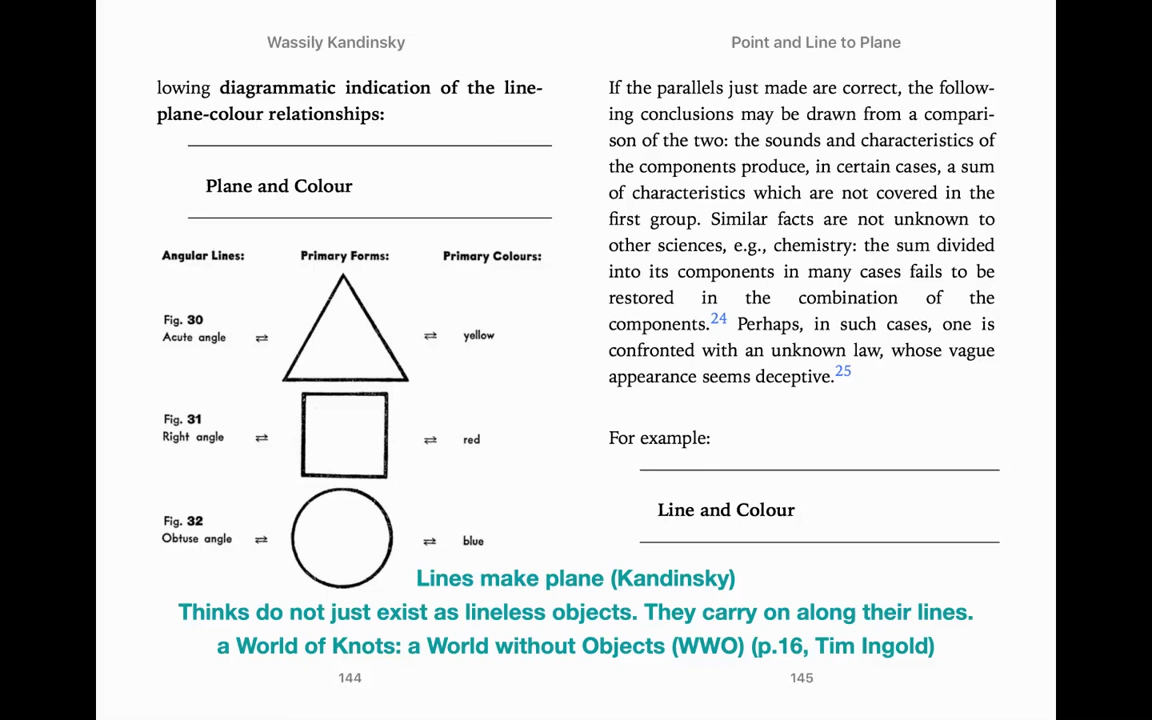 Wassily Kandinsky
lowing diagrammatic indication of the line-
plane-colour relationships:
Plane and Colour
Angular Lines: Primary Forms: Primary Colours:
Fig. 30
Acute angle ⇌ ⇌ yellow
Fig. 31
Right angle ⇌ ⇌ red
Fig. 32
Obtuse angle ⇌ ⇌ blue
144
Point and Line to Plane
If the parallels just made are correct, the follow-
ing conclusions may be drawn from a compari-
son of the two: the sounds and characteristics of
the components produce, in certain cases, a sum
of characteristics which are not covered in the
first group. Similar facts are not unknown to
other sciences, e.g., chemistry: the sum divided
into its components in many cases fails to be
restored in the combination of the
components.24 Perhaps, in such cases, one is
confronted with an unknown law, whose vague
appearance seems deceptive.25
For example:
Line and Colour
145
Lines make plane (Kandinsky)
Thinks do not just exist as lineless objects. They carry on along their lines.
a World of Knots: a World without Objects (WWO) (p.16, Tim Ingold)